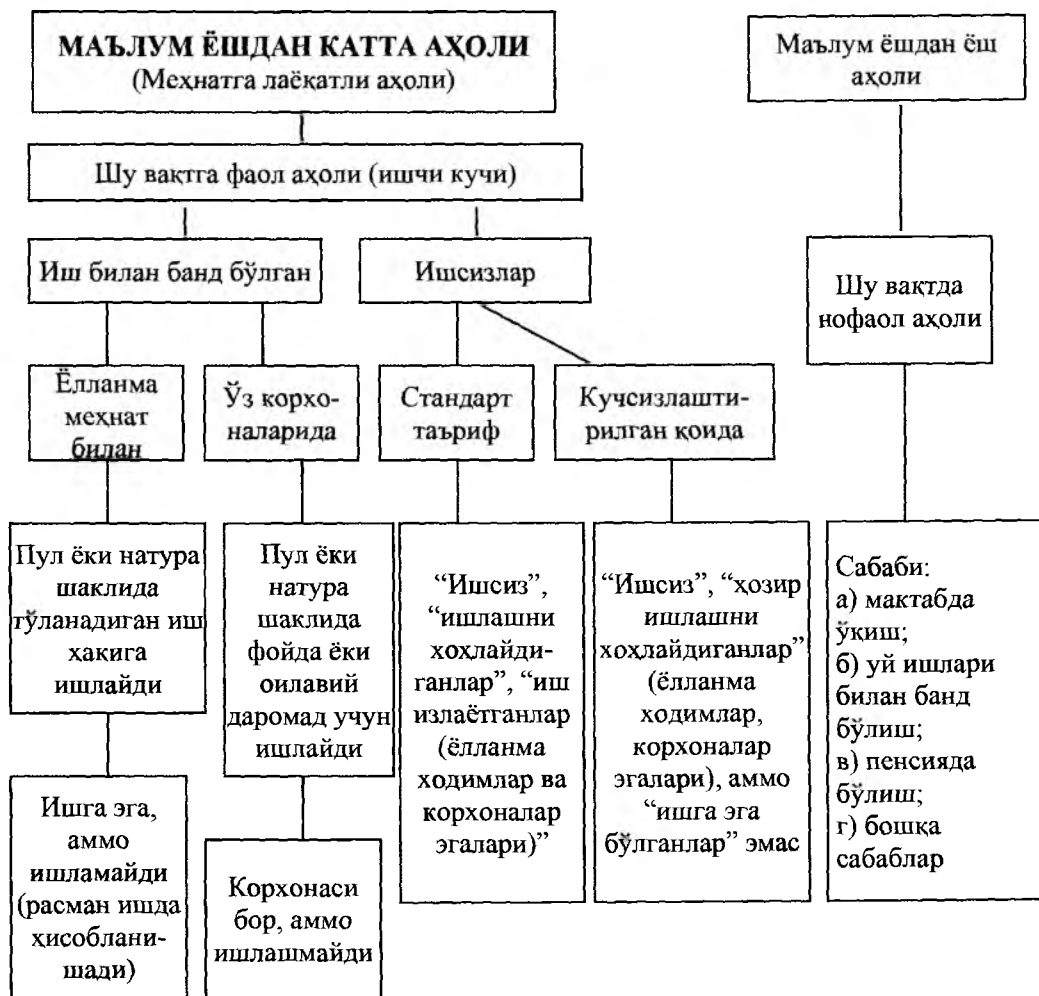 МАЪЛУМ ЁШДАН КАТТА АҲОЛИ
(Меҳнатга лаёқатли аҳоли)
Маълум ёшдан ёш
аҳоли
Шу вақтга фаол аҳоли (ишчи кучи)
Иш билан банд бўлган
Ишсизлар
Шу вақтда
нофаол аҳоли
Ёлланма
меҳнат
билан
Ўз корхо-
наларида
Стандарт
таъриф
Кучсизлашти-
рилган қоида
Пул ёки натура
шаклида
тўланадиган иш
хакига
ишлайди
Пул ёки
натура
шаклида
фойда ёки
оилавий
даромад учун
ишлайди
“Ишсиз”,
“ишлашни
хоҳлайди-
ганлар”, “иш
излаётганлар
(ёлланма
ходимлар ва
корхоналар
эгалари)”
“Ишсиз”, “ҳозир
ишлашни
хоҳлайдиганлар”
(ёлланма
ходимлар,
корхоналар
эгалари), аммо
“ишга эга
бўлганлар” эмас
Сабаби:
а) мактабда
ўқиш;
б) уй ишлари
билан банд
бўлиш;
в) пенсияда
бўлиш;
г) бошқа
сабаблар
Ишга эга,
аммо
ишламайди
(расман ишда
ҳисоблани-
шади)
Корхонаси
бор, аммо
ишлашмайди